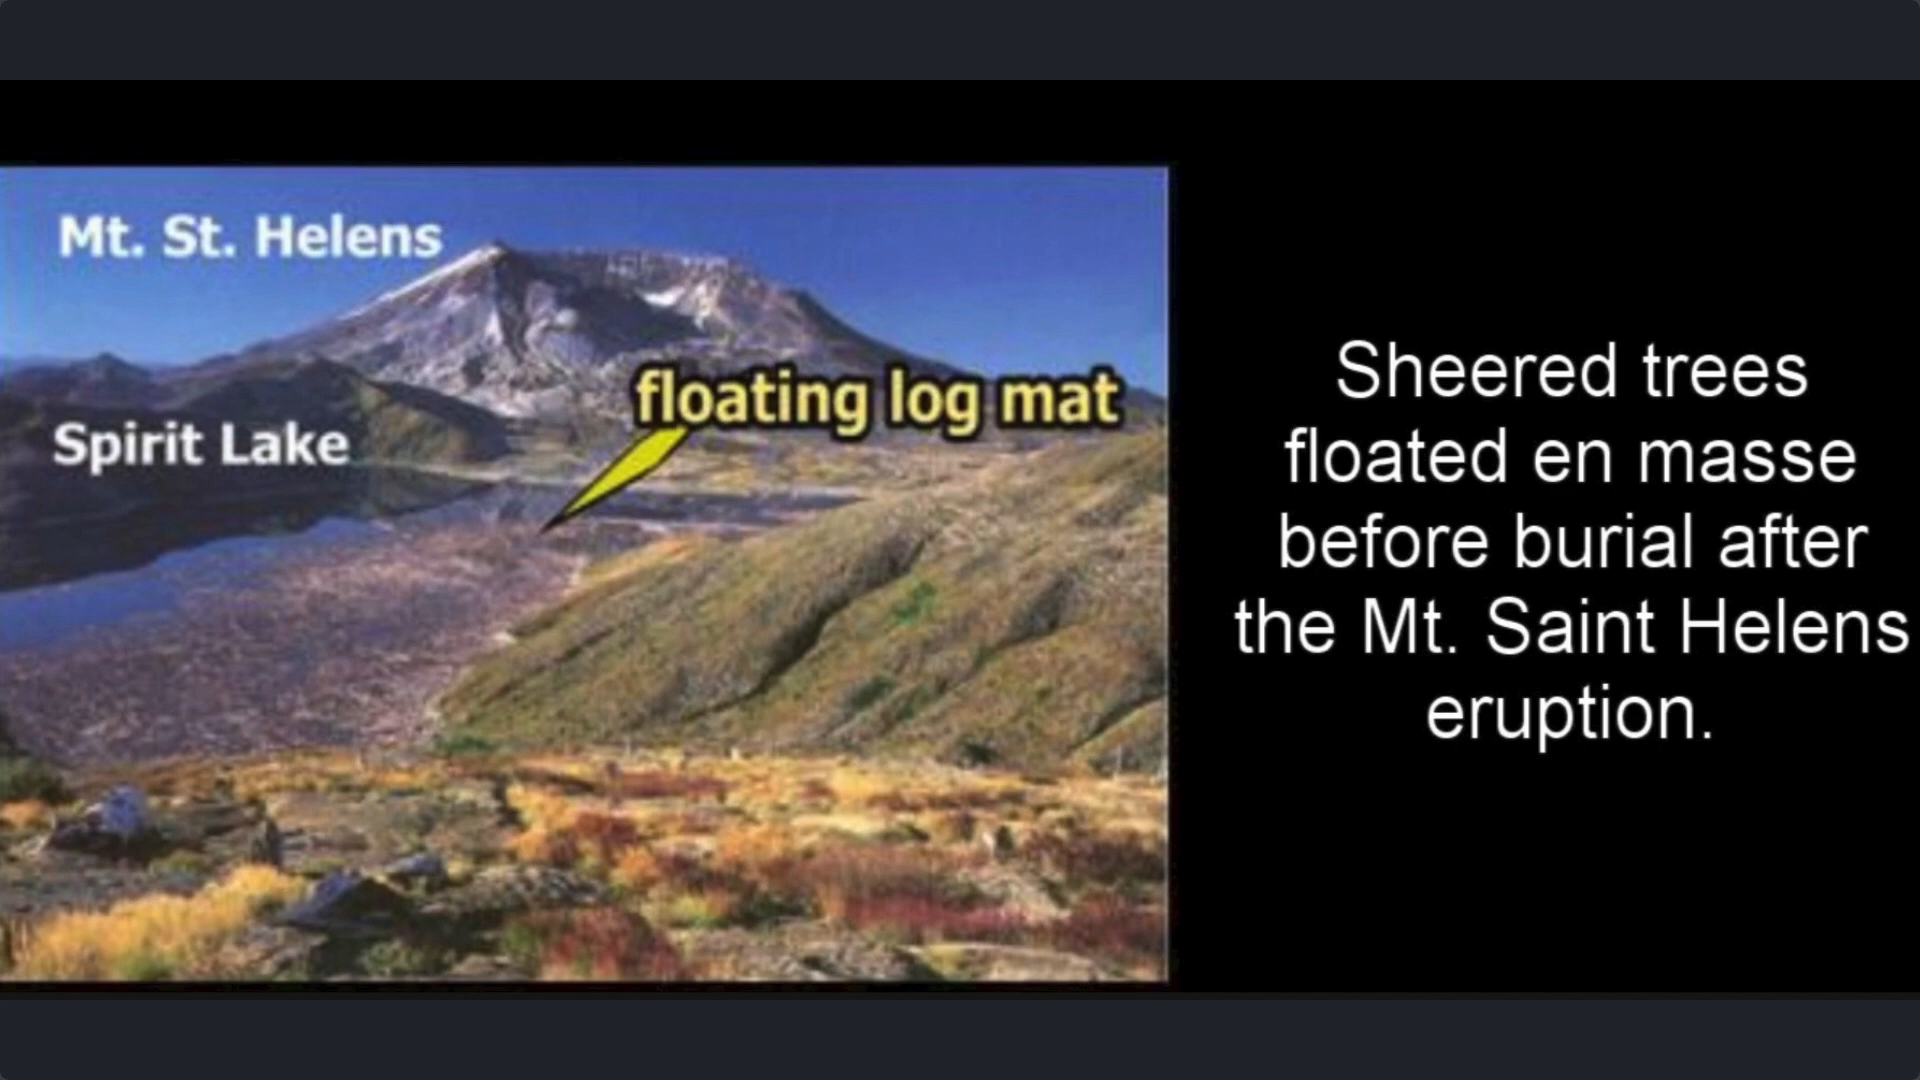 Mt. St. Helens
floating log mat
Spirit Lake
Sheered trees
floated en masse
before burial after
the Mt. Saint Helens
eruption.